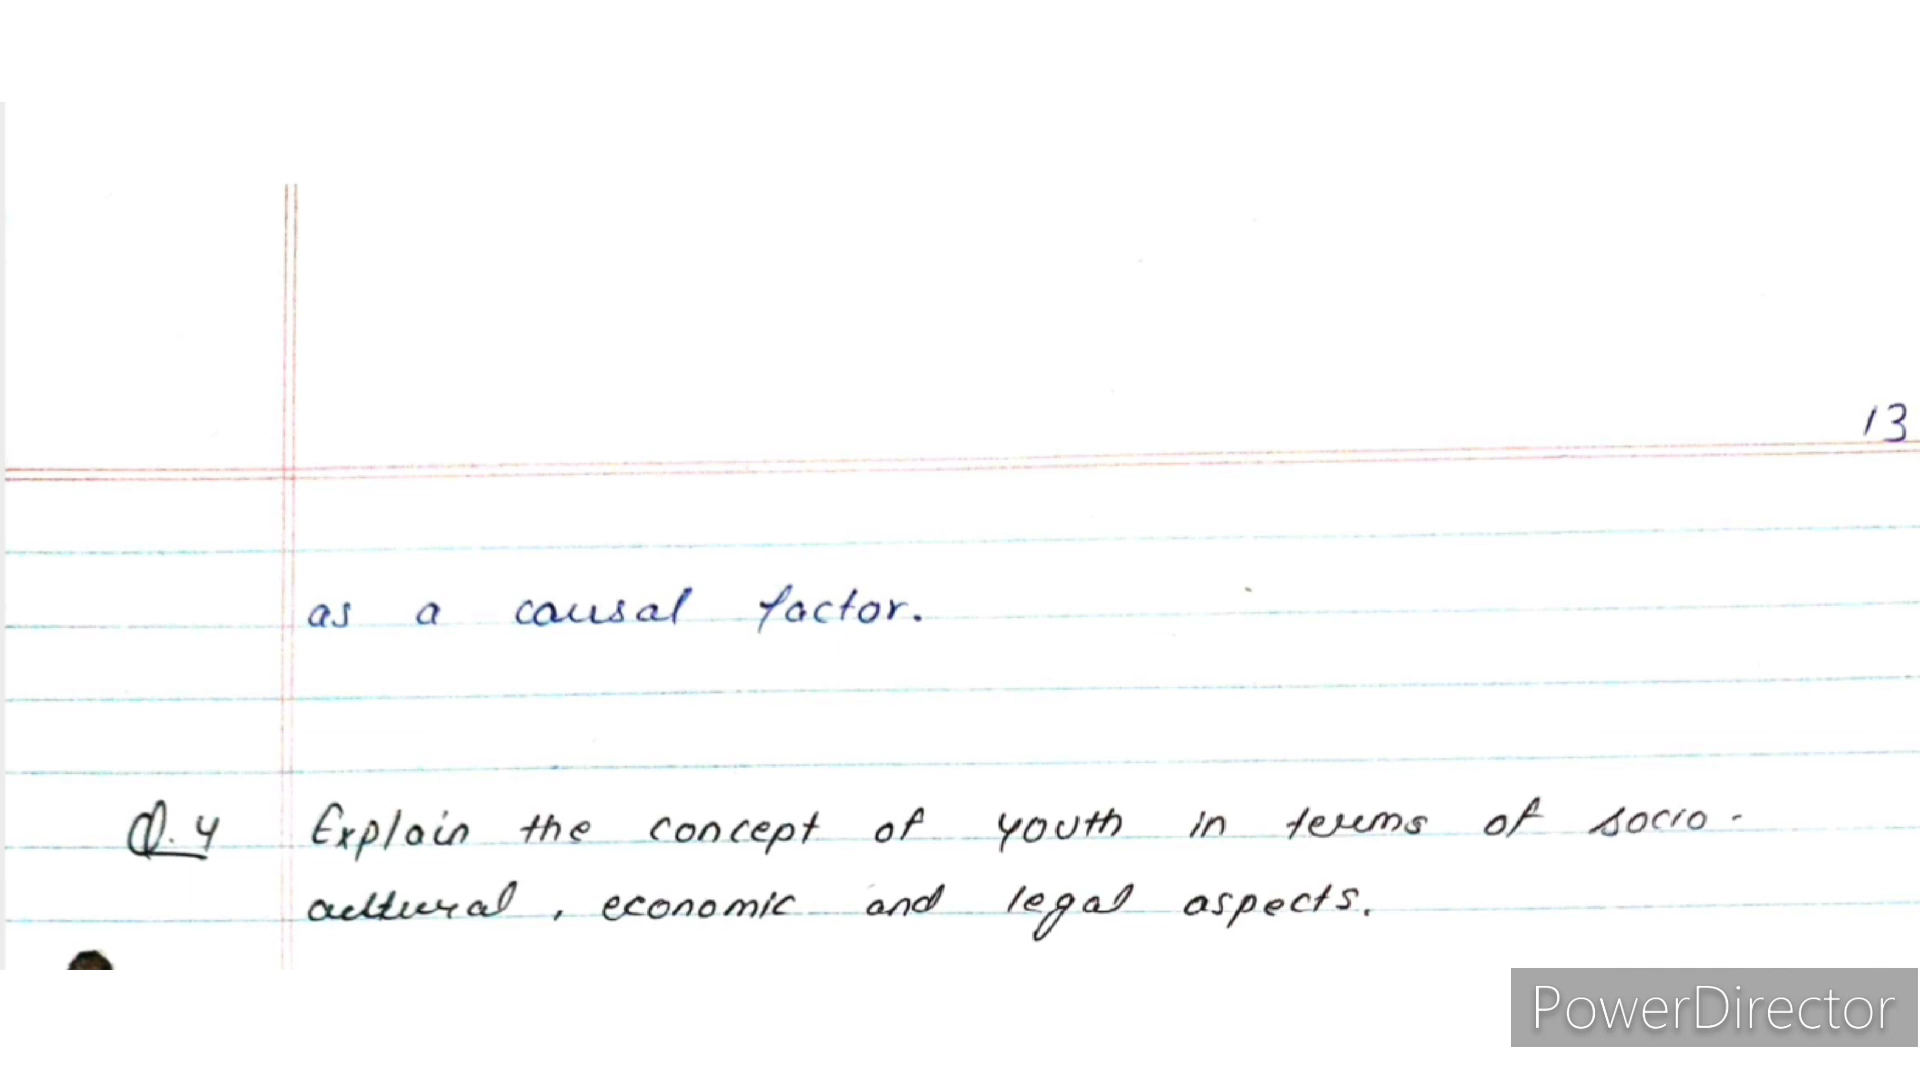 13
as a causal factor.
Q.4 Explain the concept of youth in terms of socio-
cultural, economic and legal aspects.
PowerDirector